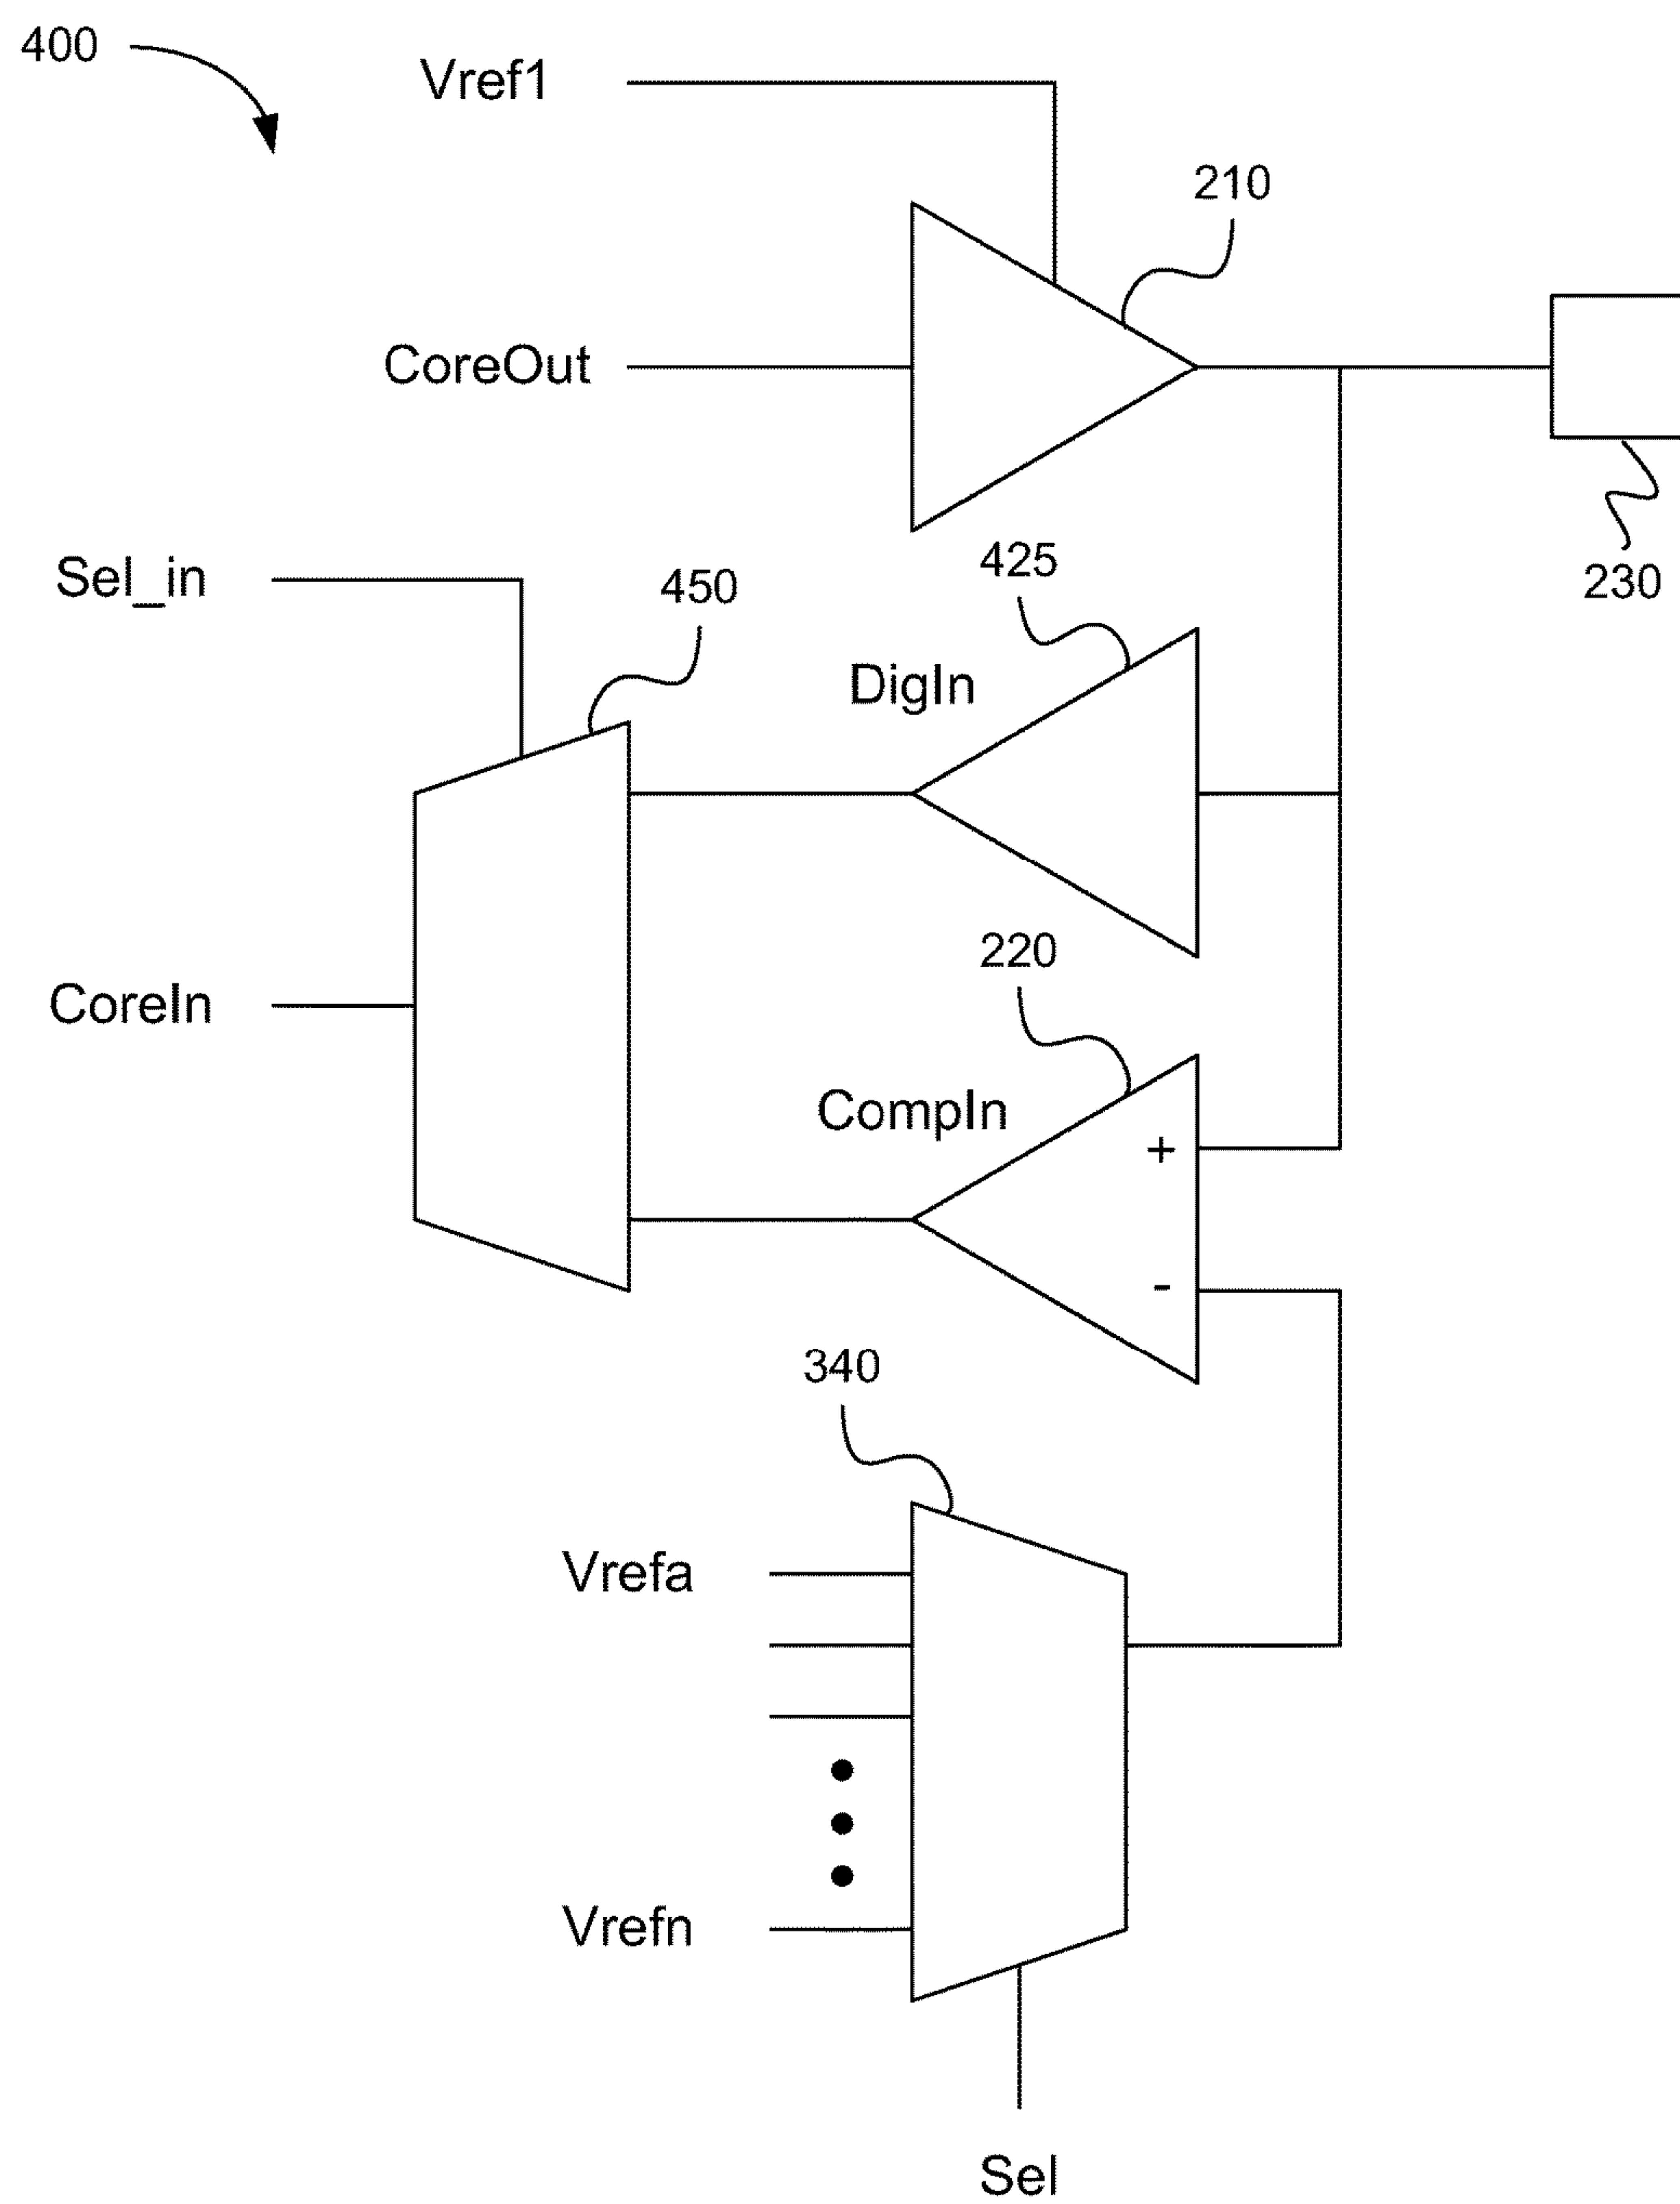 400
Vref1
210
CoreOut
230
Sel_in
450
425
DigIn
220
CoreIn
CompIn
+
-
340
Vrefa
Vrefn
Sel